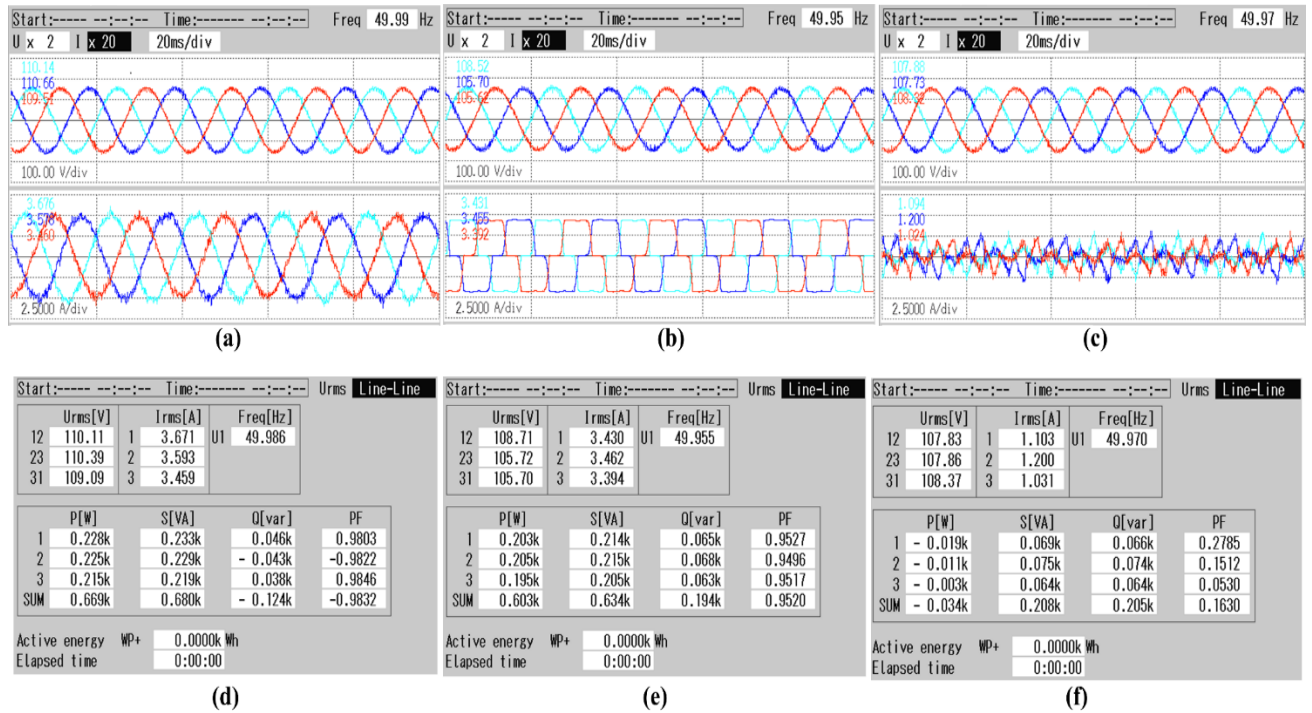 Start:----- --:--:-- Time:------- --:--:-- Freq 49.99 Hz
U x 2 I x 20 20ms/div
110.14
110.66
109.51
100.00 V/div
3.676
3.578
3.460
2.5000 A/div
(a)
Start:----- --:--:-- Time:------- --:--:-- Freq 49.95 Hz
U x 2 I x 20 20ms/div
108.52
105.70
105.62
100.00 V/div
3.431
3.455
3.392
2.5000 A/div
(b)
Start:----- --:--:-- Time:------- --:--:-- Freq 49.97 Hz
U x 2 I x 20 20ms/div
107.88
107.73
108.32
100.00 V/div
1.094
1.200
1.024
2.5000 A/div
(c)
Start:----- --:--:-- Time:------- --:--:-- Urms Line-Line
Urms[V] Irms[A] Freq[Hz]
12 110.11 1 3.671 U1 49.986
23 110.39 2 3.593
31 109.09 3 3.459
P[W] S[VA] Q[var] PF
1 0.228k 0.233k 0.046k 0.9803
2 0.225k 0.229k - 0.043k -0.9822
3 0.215k 0.219k 0.038k 0.9846
SUM 0.669k 0.680k - 0.124k -0.9832
Active energy WP+ 0.0000k Wh
Elapsed time 0:00:00
(d)
Start:----- --:--:-- Time:------- --:--:-- Urms Line-Line
Urms[V] Irms[A] Freq[Hz]
12 108.71 1 3.430 U1 49.955
23 105.72 2 3.462
31 105.70 3 3.394
P[W] S[VA] Q[var] PF
1 0.203k 0.214k 0.065k 0.9527
2 0.205k 0.215k 0.068k 0.9496
3 0.195k 0.205k 0.063k 0.9517
SUM 0.603k 0.634k 0.194k 0.9520
Active energy WP+ 0.0000k Wh
Elapsed time 0:00:00
(e)
Start:----- --:--:-- Time:------- --:--:-- Urms Line-Line
Urms[V] Irms[A] Freq[Hz]
12 107.83 1 1.103 U1 49.970
23 107.86 2 1.200
31 108.37 3 1.031
P[W] S[VA] Q[var] PF
1 - 0.019k 0.069k 0.066k 0.2785
2 - 0.011k 0.075k 0.074k 0.1512
3 - 0.003k 0.064k 0.064k 0.0530
SUM - 0.034k 0.208k 0.205k 0.1630
Active energy WP+ 0.0000k Wh
Elapsed time 0:00:00
(f)